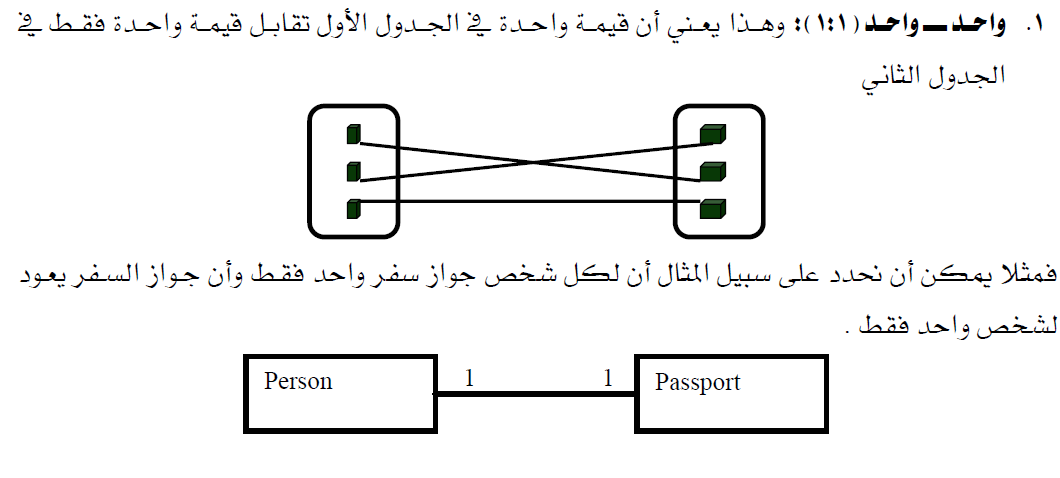 ١. واحد ــ واحد (١:١): وهذا يعني أن قيمة واحدة في الجدول الأول تقابل قيمة واحدة فقط في
الجدول الثاني
فمثلا يمكن أن نحدد على سبيل المثال أن لكل شخص جواز سفر واحد فقط وأن جواز السفر يعود
لشخص واحد فقط .
Person 1 1 Passport